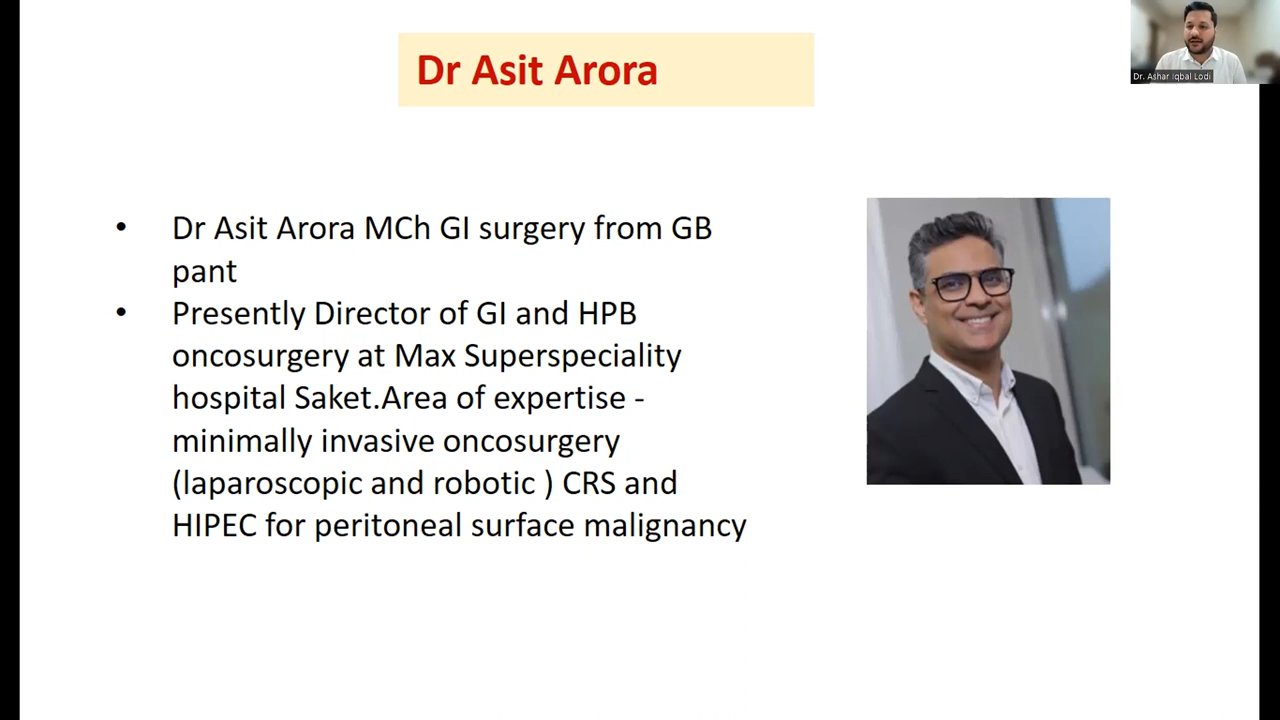 Dr Asit Arora
Dr. Ashar Iqbal Lodi
• Dr Asit Arora MCh GI surgery from GB
pant
• Presently Director of GI and HPB
oncosurgery at Max Superspeciality
hospital Saket.Area of expertise -
minimally invasive oncosurgery
(laparoscopic and robotic ) CRS and
HIPEC for peritoneal surface malignancy